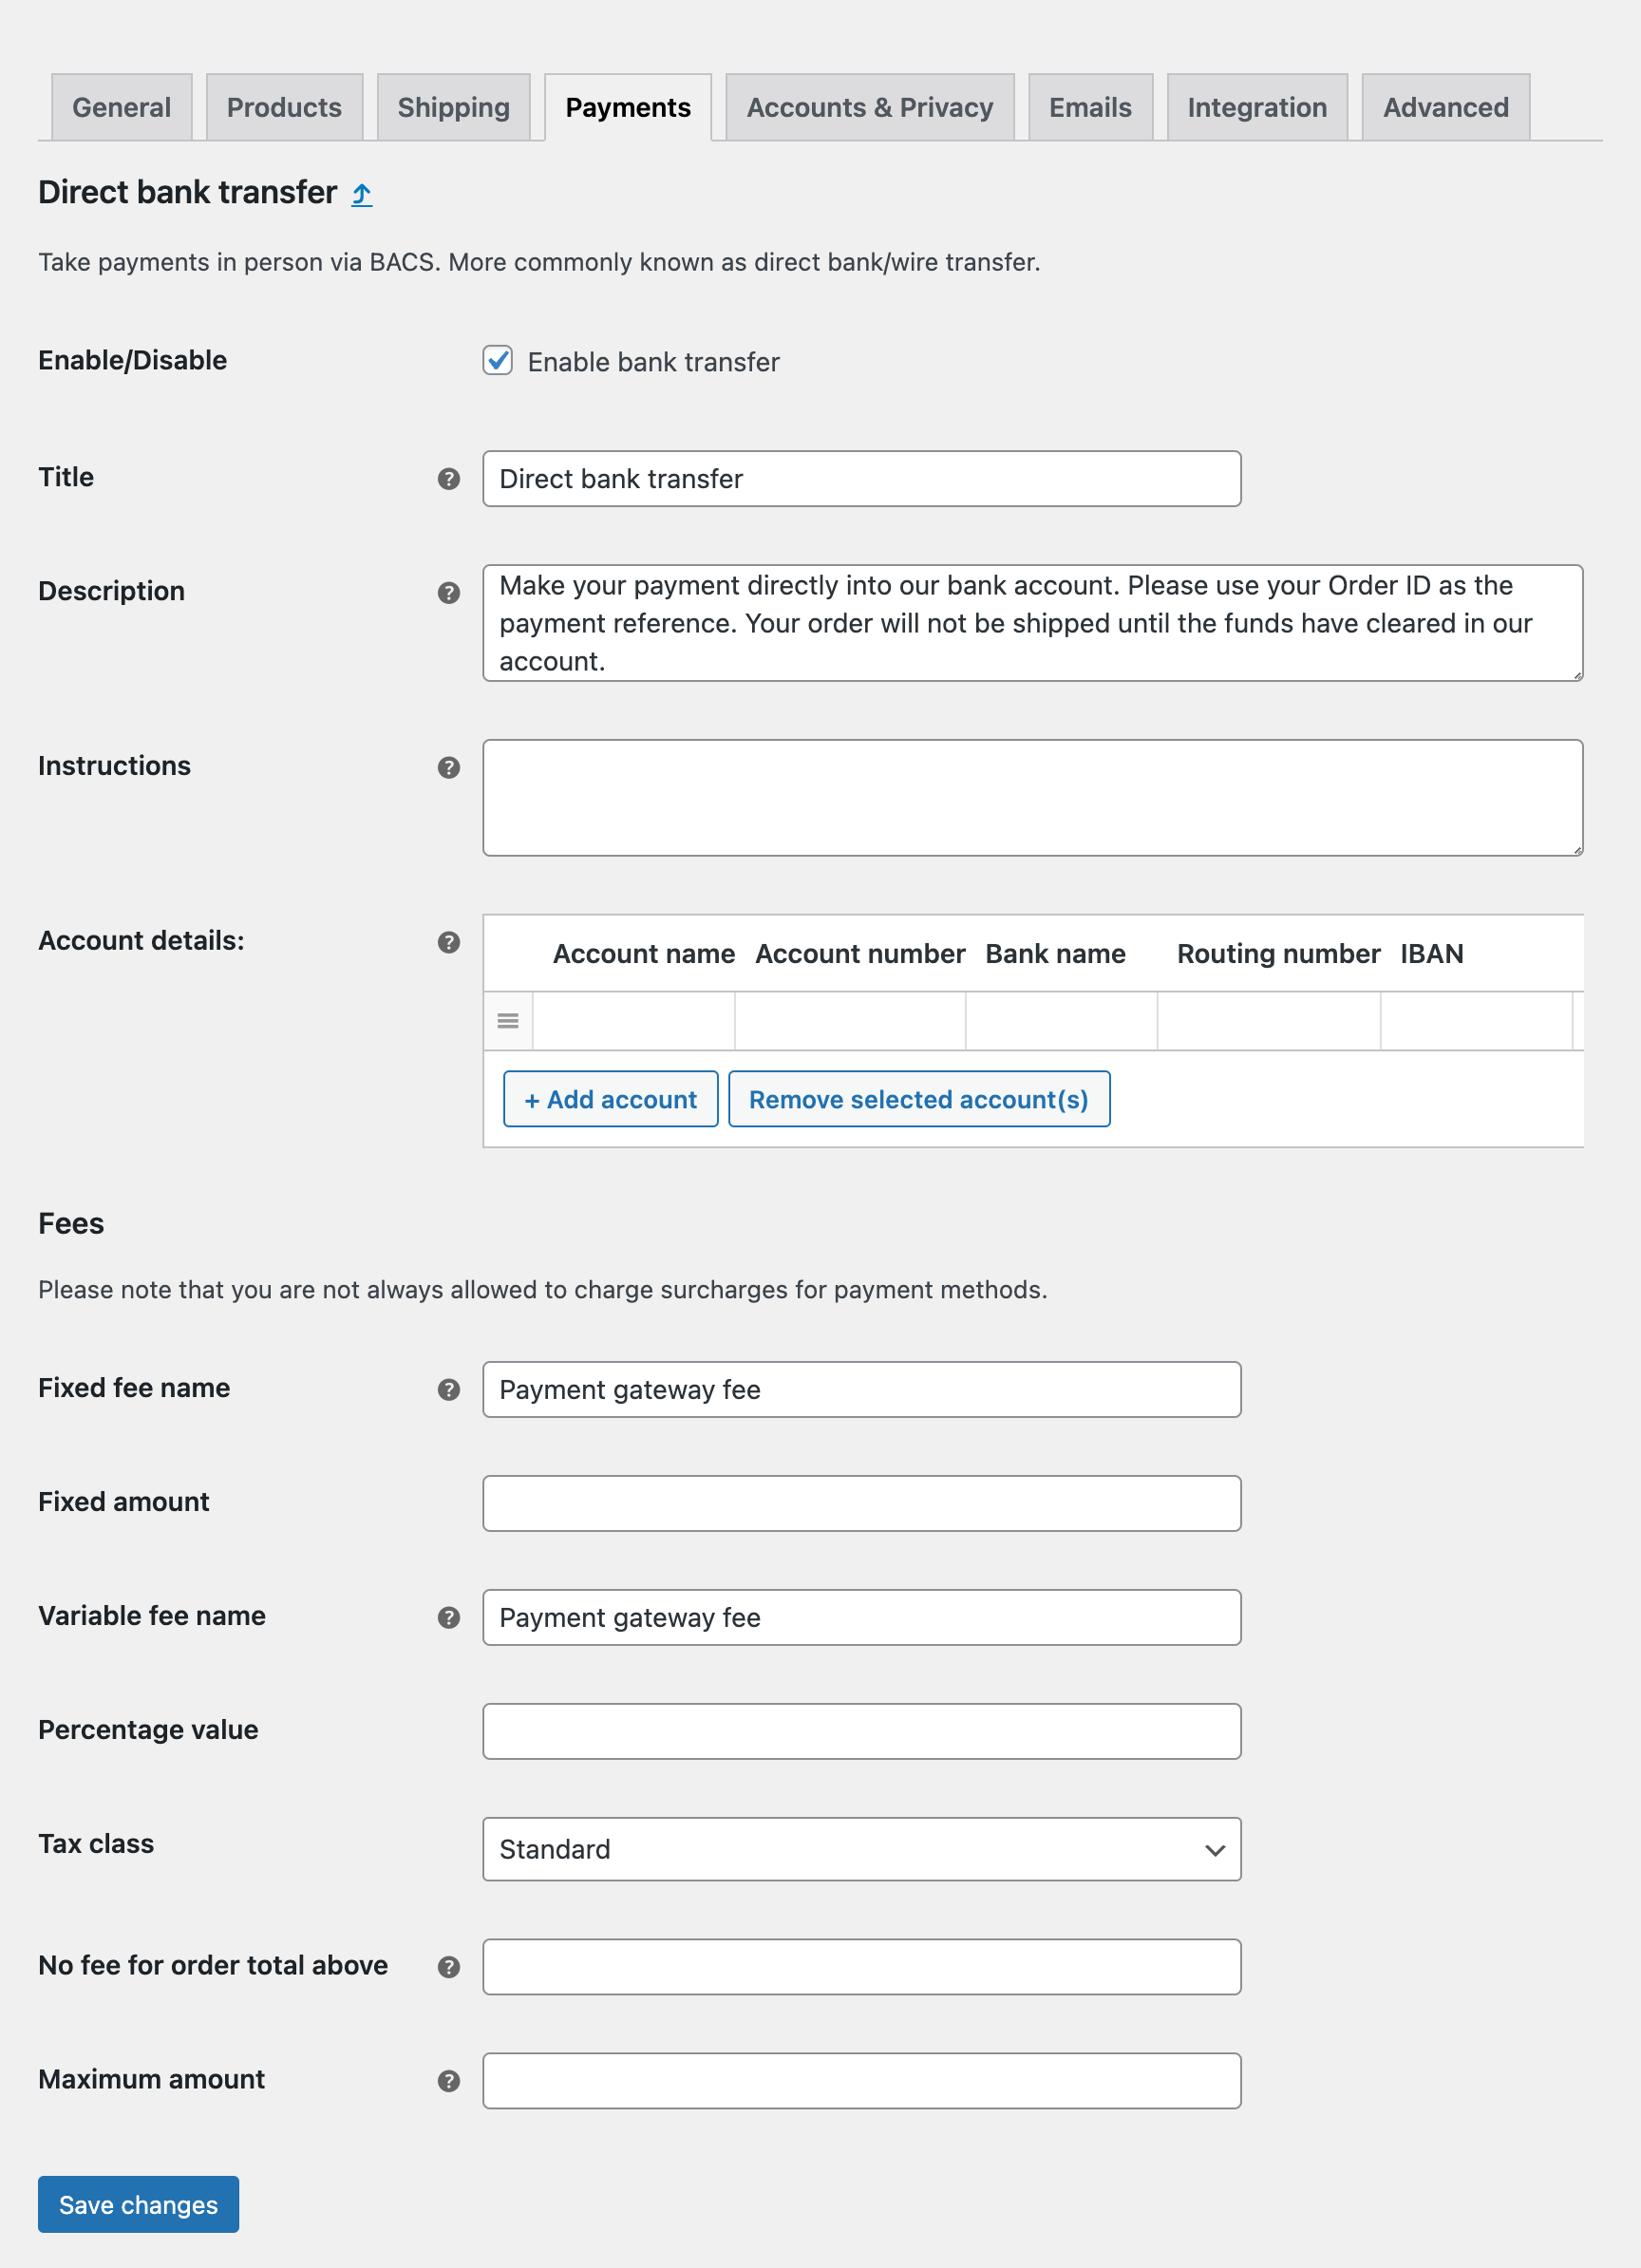 General Products Shipping Payments Accounts & Privacy Emails Integration Advanced
Direct bank transfer
Take payments in person via BACS. More commonly known as direct bank/wire transfer.
Enable/Disable Enable bank transfer
Title Direct bank transfer
Description Make your payment directly into our bank account. Please use your Order ID as the
payment reference. Your order will not be shipped until the funds have cleared in our
account.
Instructions
Account details: Account name Account number Bank name Routing number IBAN
+ Add account Remove selected account(s)
Fees
Please note that you are not always allowed to charge surcharges for payment methods.
Fixed fee name Payment gateway fee
Fixed amount
Variable fee name Payment gateway fee
Percentage value
Tax class Standard
No fee for order total above
Maximum amount
Save changes